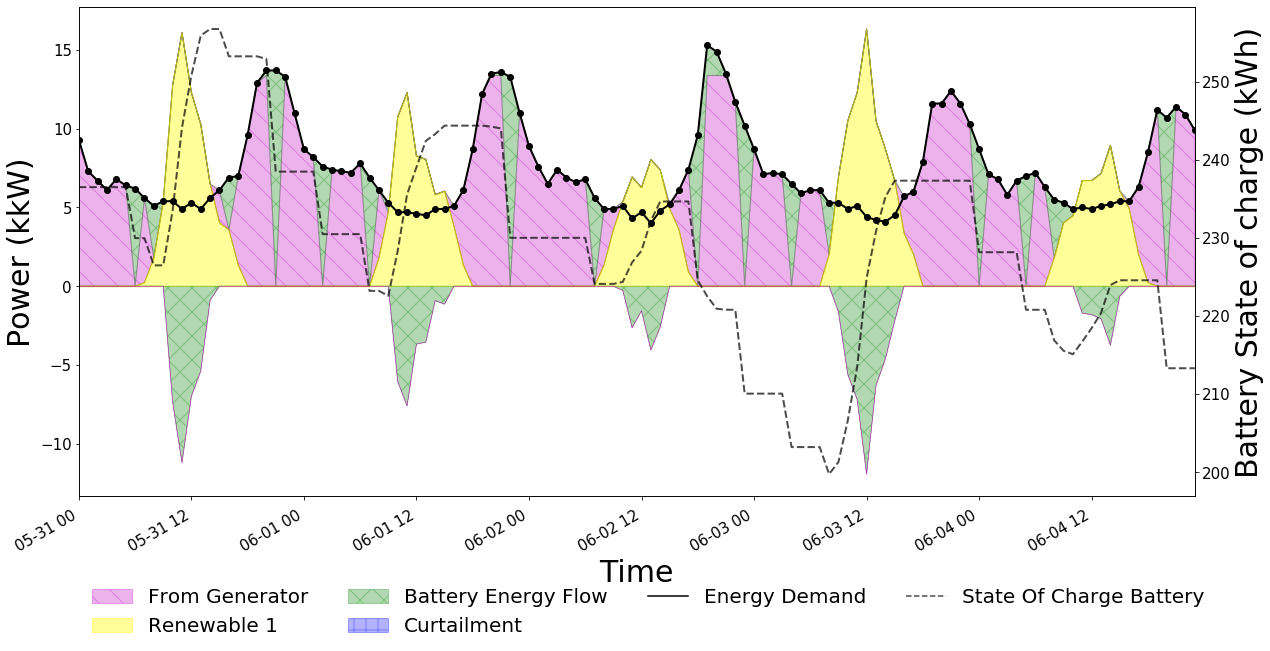 Power (kkW)
15
10
5
0
−5
−10
250
240
230
220
210
200
Battery State of charge (kWh)
05-31 00
05-31 12
06-01 00
06-01 12
06-02 00
06-02 12
06-03 00
06-03 12
06-04 00
06-04 12
Time
From Generator
Battery Energy Flow
Energy Demand
State Of Charge Battery
Renewable 1
Curtailment